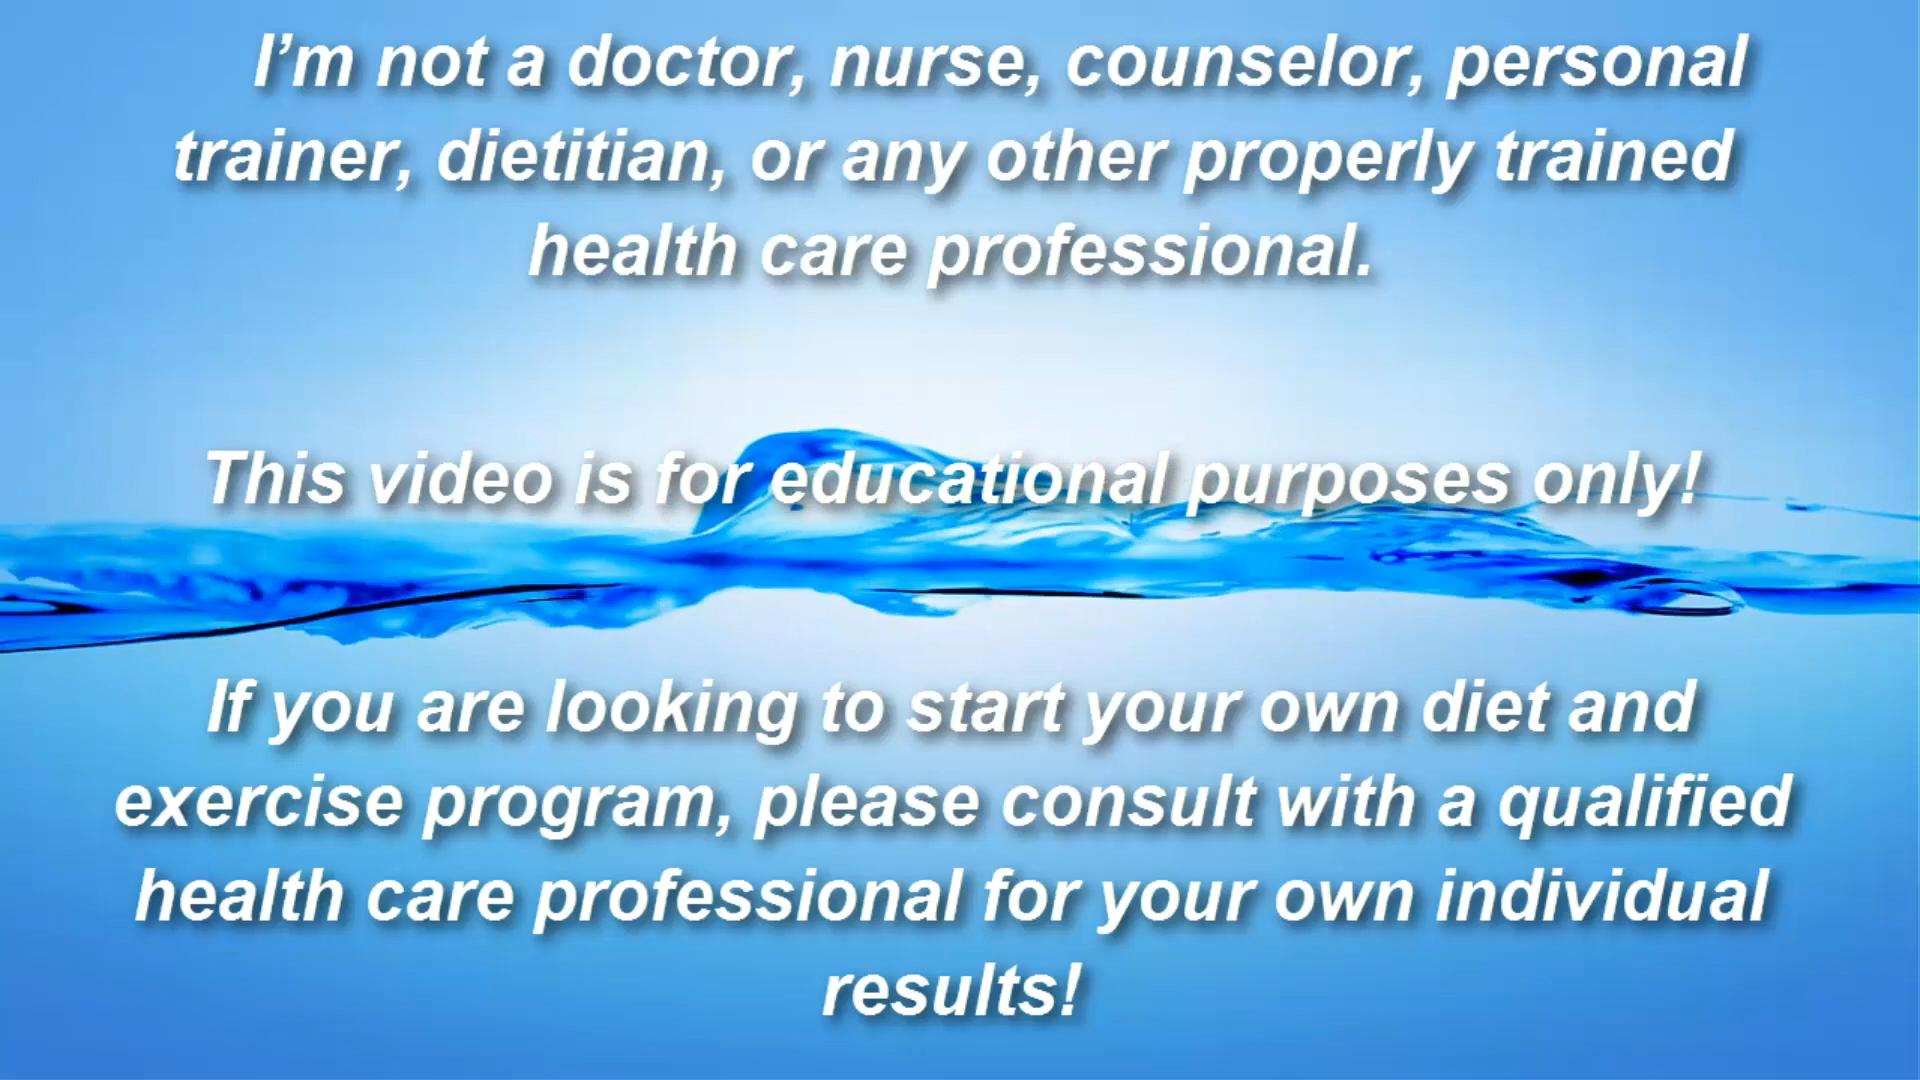 I’m not a doctor, nurse, counselor, personal
trainer, dietitian, or any other properly trained
health care professional.
This video is for educational purposes only!
If you are looking to start your own diet and
exercise program, please consult with a qualified
health care professional for your own individual
results!